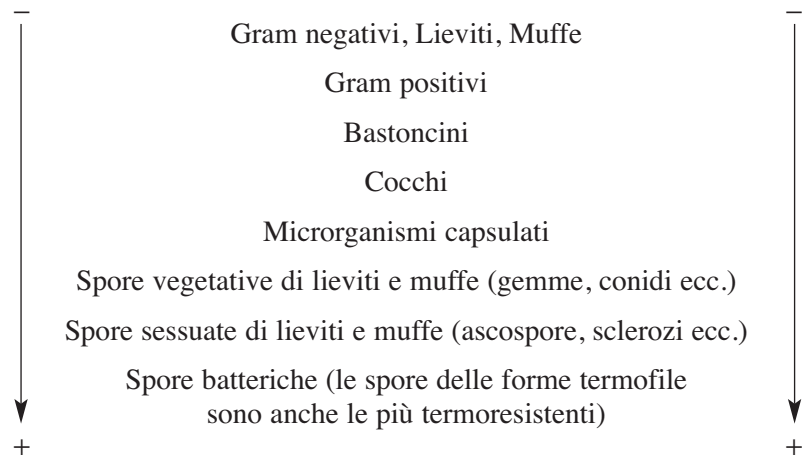 − −
Gram negativi, Lieviti, Muffe
Gram positivi
Bastoncini
Cocchi
Microrganismi capsulati
Spore vegetative di lieviti e muffe (gemme, conidi ecc.)
Spore sessuate di lieviti e muffe (ascospore, sclerozi ecc.)
Spore batteriche (le spore delle forme termofile
sono anche le più termoresistenti)
+ +